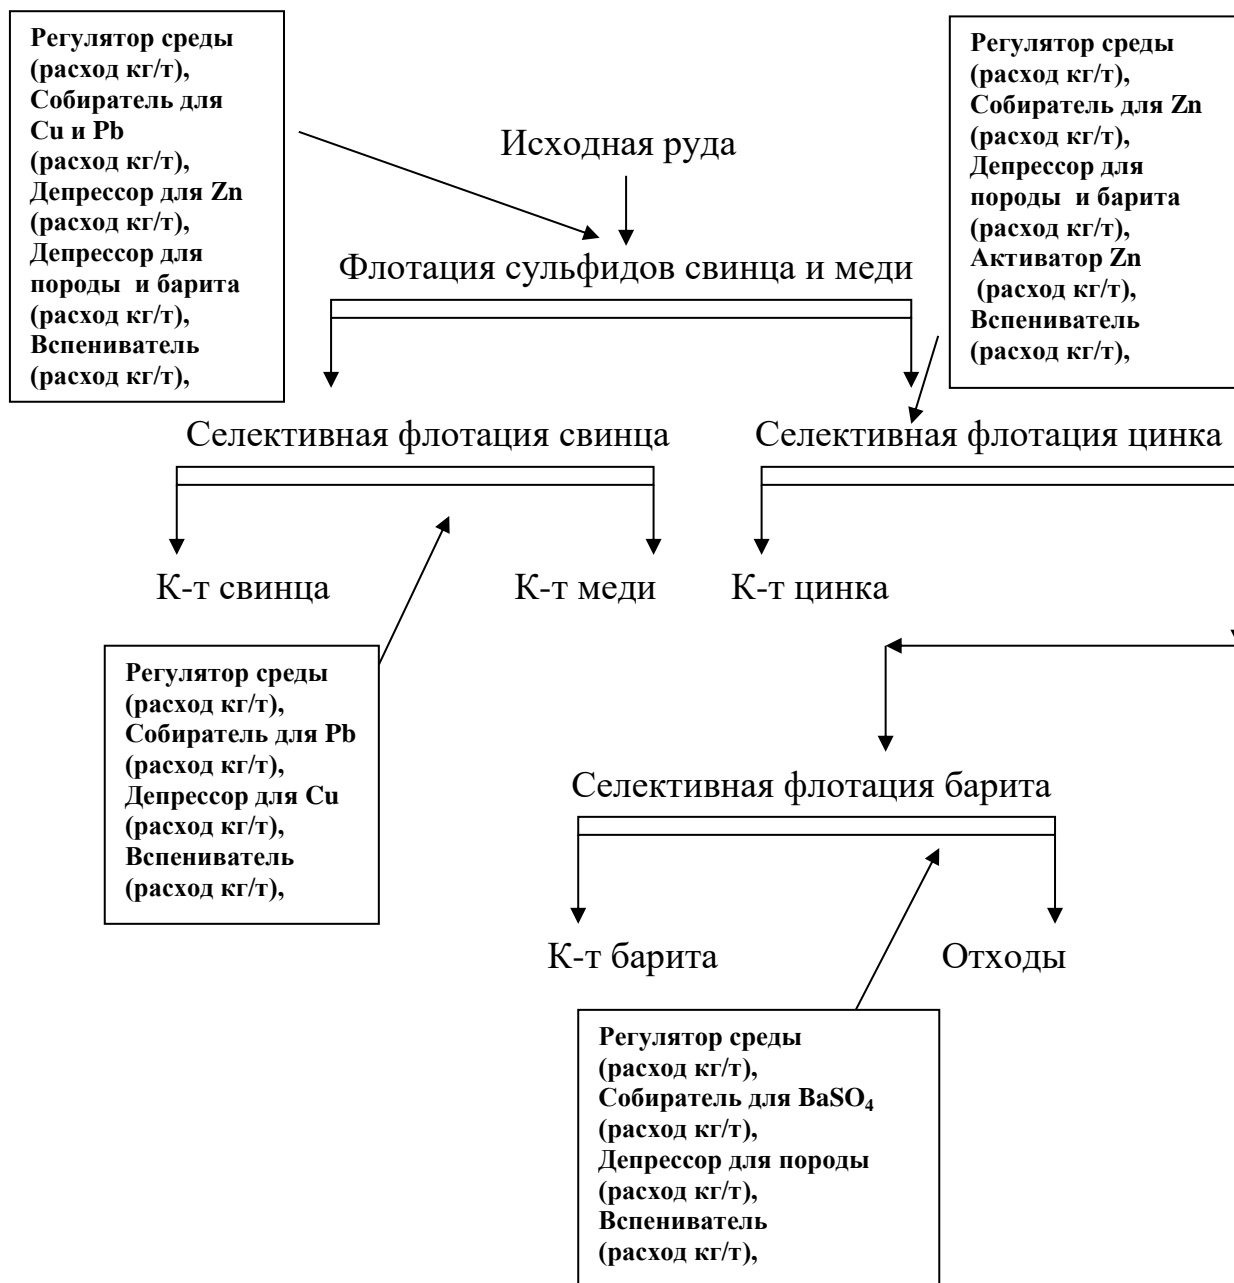 Регулятор среды
(расход кг/т),
Собиратель для
Cu и Pb
(расход кг/т),
Депрессор для Zn
(расход кг/т),
Депрессор для
породы и барита
(расход кг/т),
Вспениватель
(расход кг/т),
Регулятор среды
(расход кг/т),
Собиратель для Zn
(расход кг/т),
Депрессор для
породы и барита
(расход кг/т),
Активатор Zn
(расход кг/т),
Вспениватель
(расход кг/т),
Исходная руда
Флотация сульфидов свинца и меди
Селективная флотация свинца
Селективная флотация цинка
К-т свинца
К-т меди
К-т цинка
Регулятор среды
(расход кг/т),
Собиратель для Pb
(расход кг/т),
Депрессор для Cu
(расход кг/т),
Вспениватель
(расход кг/т),
Селективная флотация барита
К-т барита
Отходы
Регулятор среды
(расход кг/т),
Собиратель для BaSO₄
(расход кг/т),
Депрессор для породы
(расход кг/т),
Вспениватель
(расход кг/т),